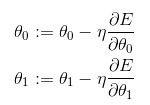 θ₀ := θ₀ − η ∂E/∂θ₀
θ₁ := θ₁ − η ∂E/∂θ₁